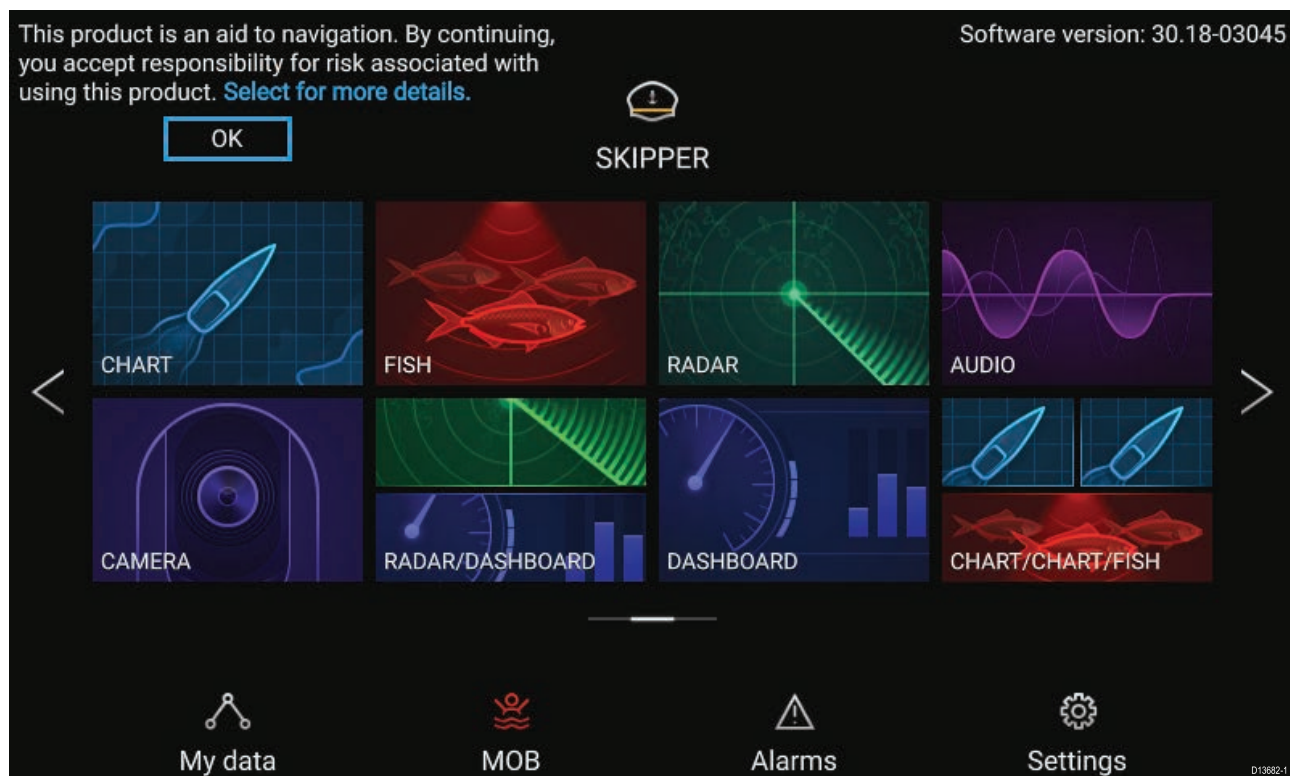 This product is an aid to navigation. By continuing,
you accept responsibility for risk associated with
using this product. Select for more details.
OK
Software version: 30.18-03045
SKIPPER
CHART
FISH
RADAR
AUDIO
CAMERA
RADAR/DASHBOARD
DASHBOARD
CHART/CHART/FISH
My data
MOB
Alarms
Settings
D13682-1